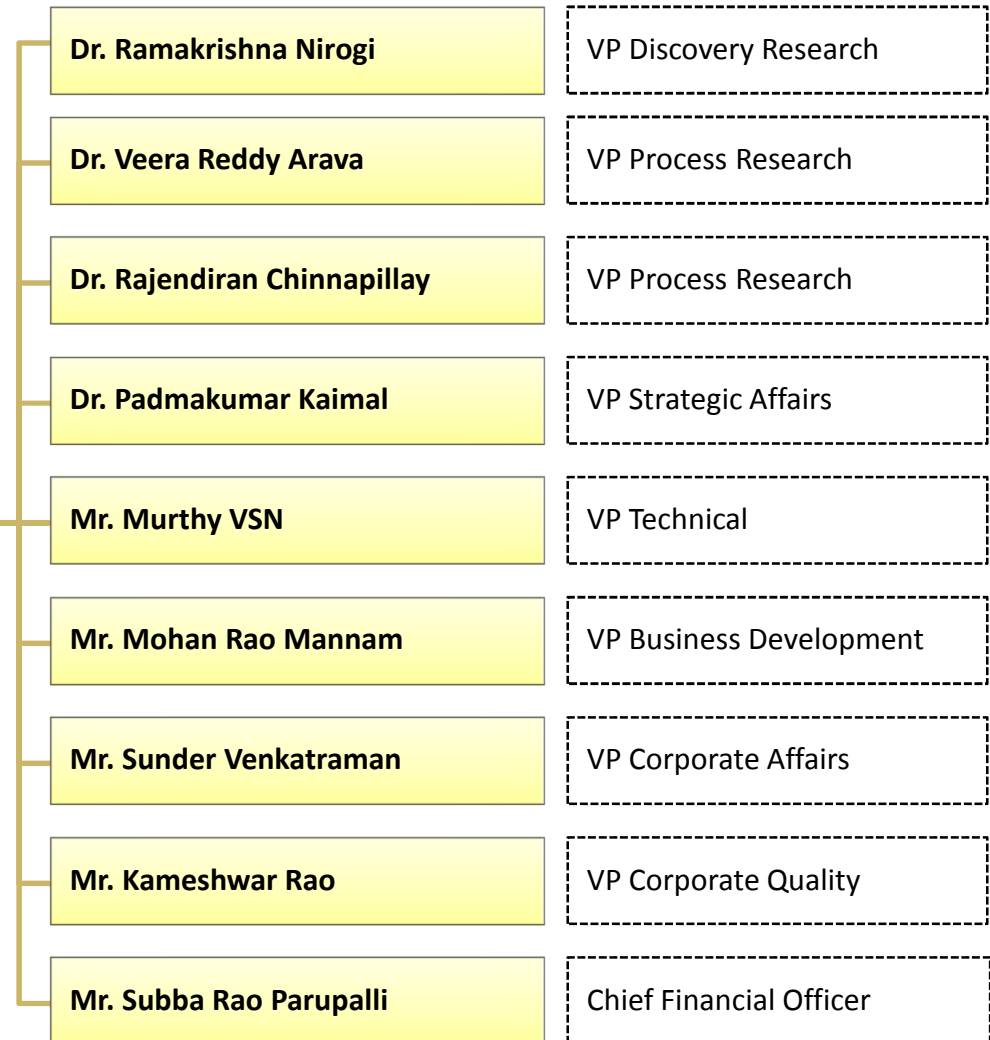 Dr. Ramakrishna Nirogi
VP Discovery Research
Dr. Veera Reddy Arava
VP Process Research
Dr. Rajendiran Chinnapillay
VP Process Research
Dr. Padmakumar Kaimal
VP Strategic Affairs
Mr. Murthy VSN
VP Technical
Mr. Mohan Rao Mannam
VP Business Development
Mr. Sunder Venkatraman
VP Corporate Affairs
Mr. Kameshwar Rao
VP Corporate Quality
Mr. Subba Rao Parupalli
Chief Financial Officer